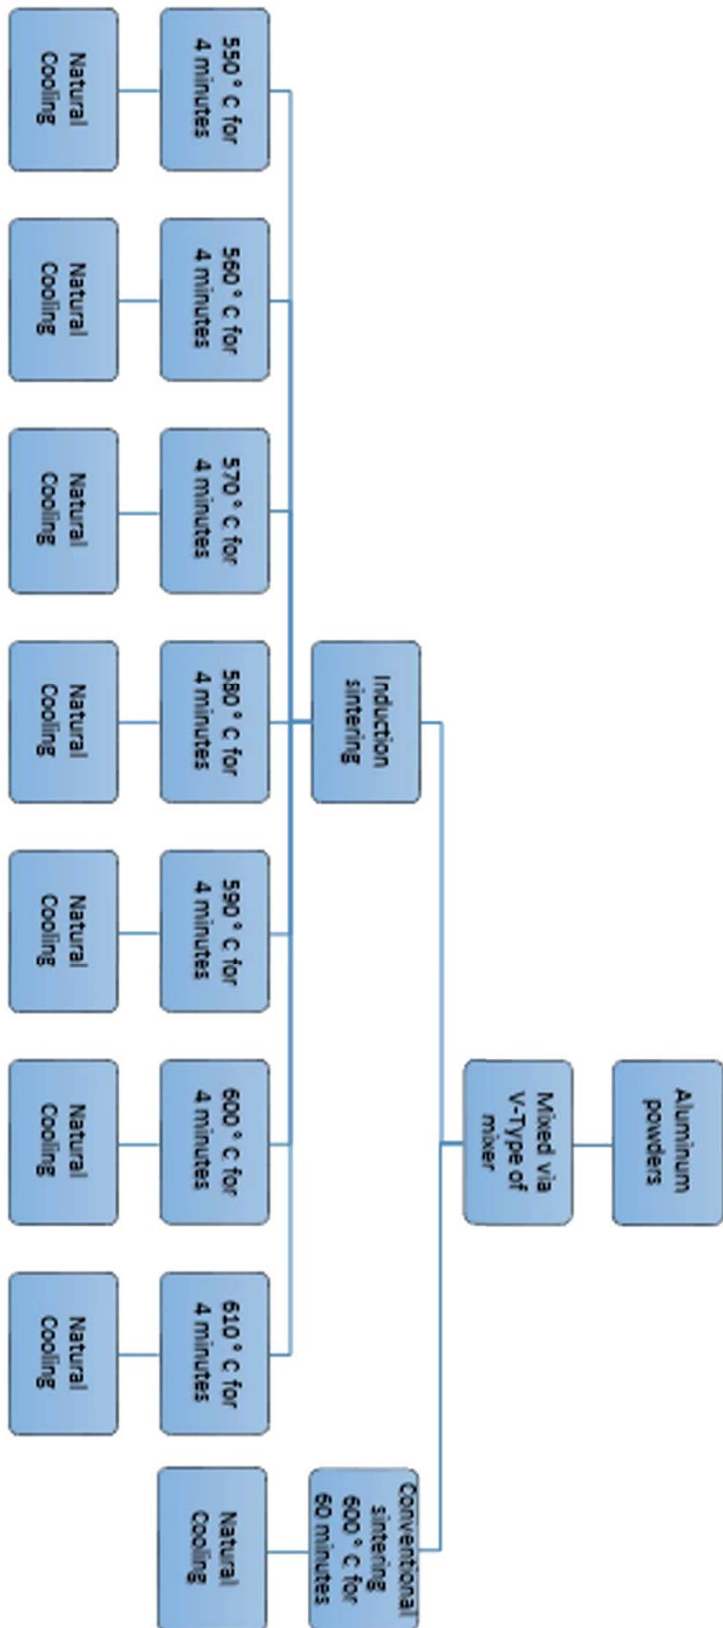 Aluminum
powders
Mixed via
V-Type of
mixer
Induction
sintering
Conventional
sintering
600 ° C for
60 minutes
550 ° C for
4 minutes
560 ° C for
4 minutes
570 ° C for
4 minutes
580 ° C for
4 minutes
590 ° C for
4 minutes
600 ° C for
4 minutes
610 ° C for
4 minutes
Natural
Cooling
Natural
Cooling
Natural
Cooling
Natural
Cooling
Natural
Cooling
Natural
Cooling
Natural
Cooling
Natural
Cooling